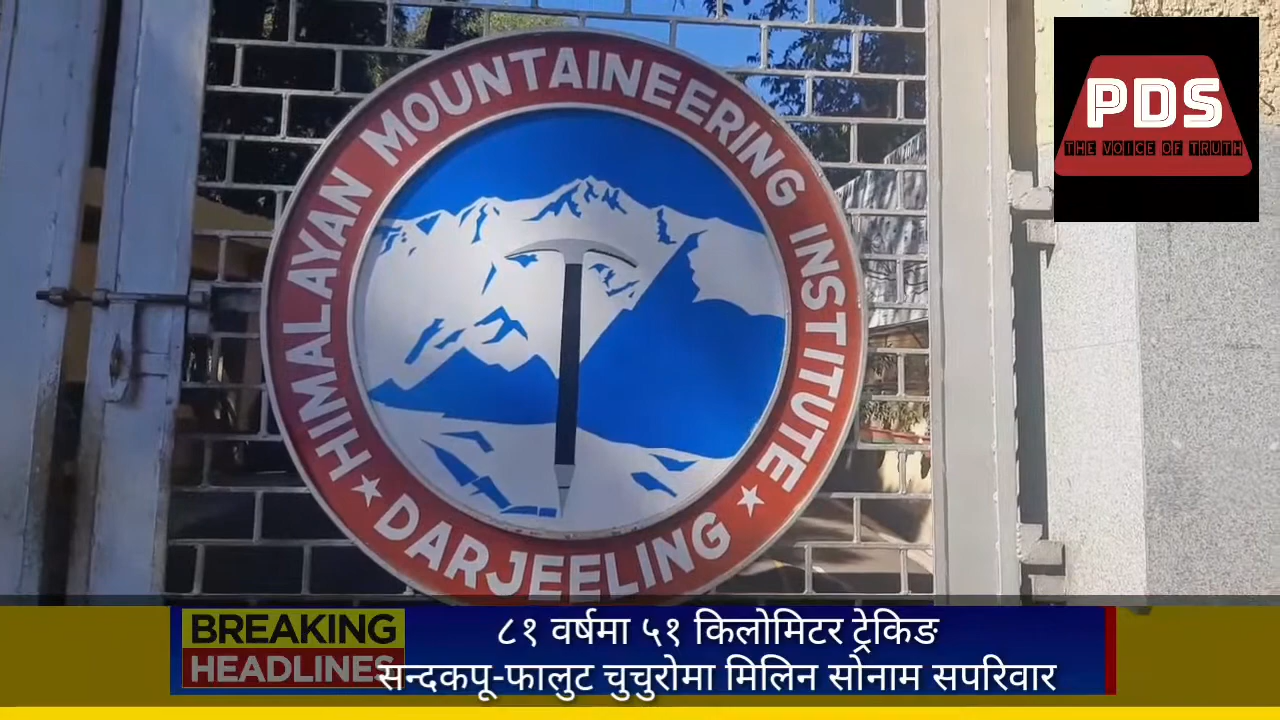 HIMALAYAN MOUNTAINEERING INSTITUTE
★ DARJEELING ★
PDS
THE VOICE OF TRUTH
BREAKING
HEADLINES
८१ वर्षमा ५१ किलोमिटर ट्रेकिङ
सन्दकपू-फालुट चुचुरोमा मिलिन सोनाम सपरिवार